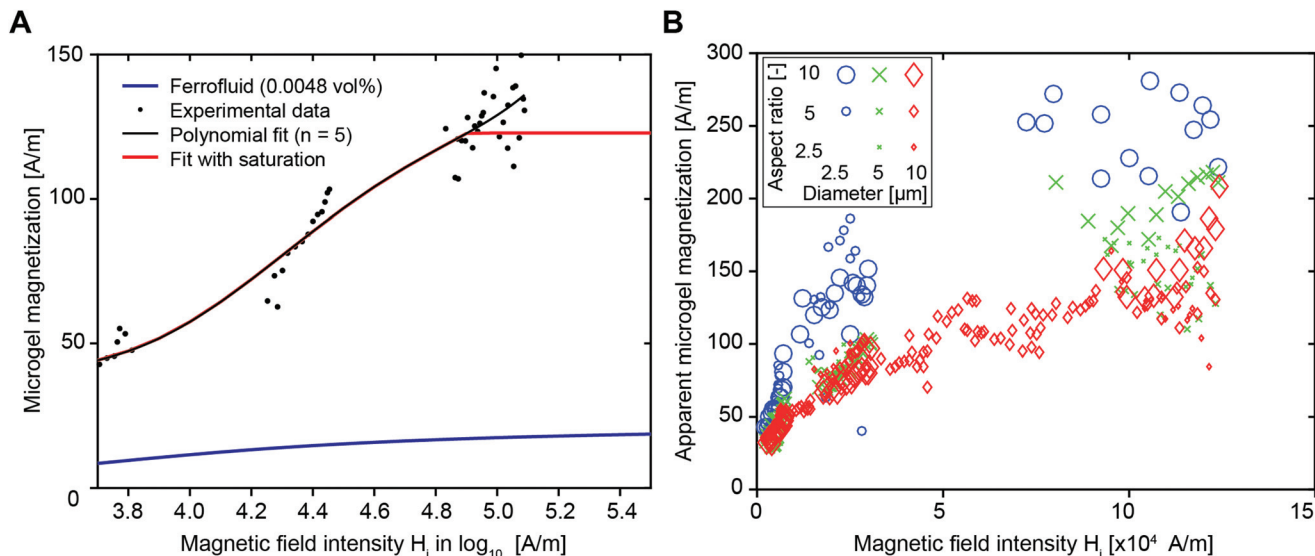 A
Microgel magnetization [A/m]
150
100
50
0
Ferrofluid (0.0048 vol%)
Experimental data
Polynomial fit (n = 5)
Fit with saturation
3.8 4.0 4.2 4.4 4.6 4.8 5.0 5.2 5.4
Magnetic field intensity H_i in log_10 [A/m]
B
Apparent microgel magnetization [A/m]
300
250
200
150
100
50
0
Aspect ratio [-]
10
5
2.5
2.5 5 10
Diameter [µm]
0 5 10 15
Magnetic field intensity H_i [x10⁴ A/m]